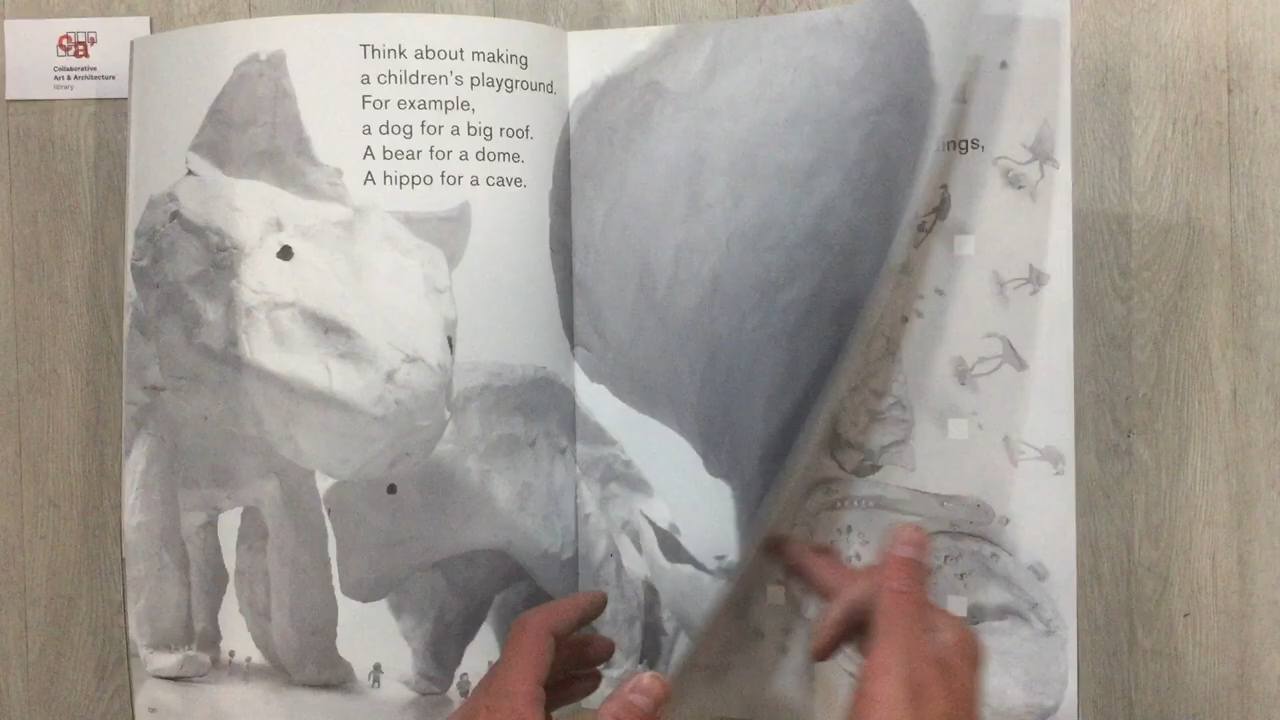 ca'
Collaborative
Art & Architecture
library
Think about making
a children's playground.
For example,
a dog for a big roof.
A bear for a dome.
A hippo for a cave.